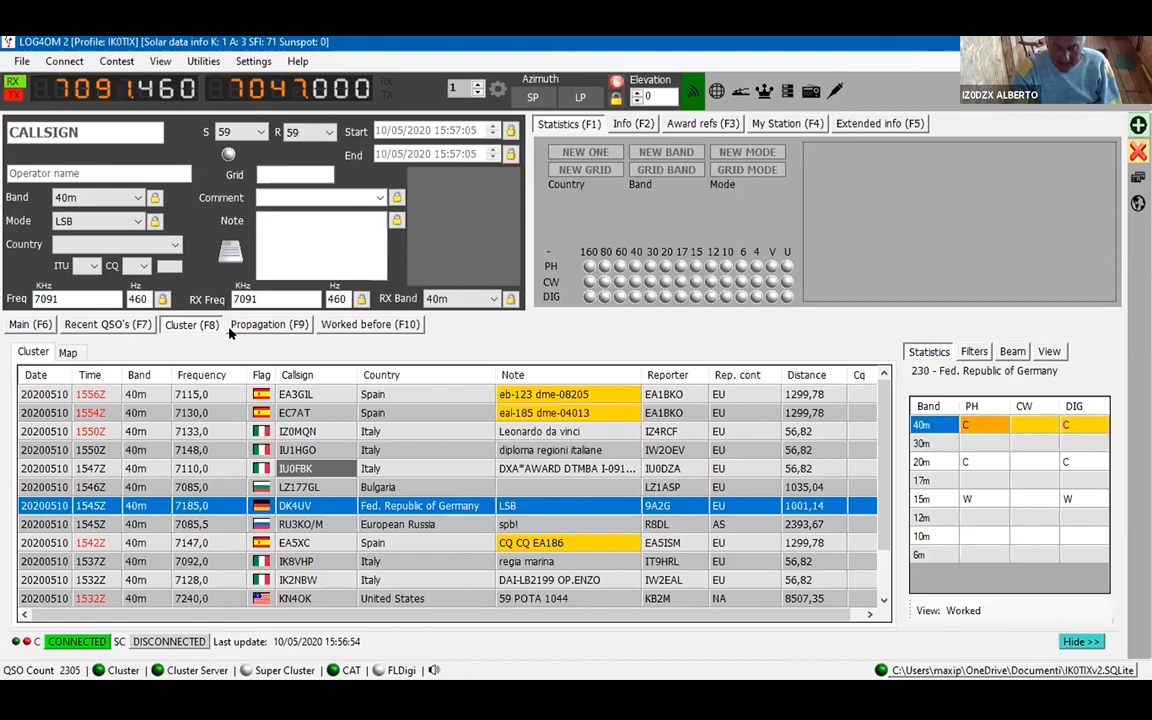 LOG4OM 2 [Profile: IK0TIX] [Solar data info K: 1 A: 3 SFI: 71 Sunspot: 0]
File Connect Contest View Utilities Settings Help
RX TX 7091.460 7047.000 RX TX 1 Azimuth SP LP Elevation 0
IZ0DZX ALBERTO
CALLSIGN S 59 R 59 Start 10/05/2020 15:57:05
End 10/05/2020 15:57:05
Operator name Grid
Band 40m Comment
Mode LSB Note
Country
ITU CQ
KHz Hz KHz Hz
Freq 7091 460 RX Freq 7091 460 RX Band 40m
Statistics (F1) Info (F2) Award refs (F3) My Station (F4) Extended info (F5)
NEW ONE NEW BAND NEW MODE
NEW GRID GRID BAND GRID MODE
Country Band Mode
- 160 80 60 40 30 20 17 15 12 10 6 4 V U
PH
CW
DIG
Main (F6) Recent QSO's (F7) Cluster (F8) Propagation (F9) Worked before (F10)
Cluster Map
Date Time Band Frequency Flag Callsign Country Note Reporter Rep. cont Distance Cq
20200510 1556Z 40m 7115,0 EA3GIL Spain eb-123 dme-08205 EA1BKO EU 1299,78
20200510 1554Z 40m 7130,0 EC7AT Spain eal-185 dme-04013 EA1BKO EU 1299,78
20200510 1550Z 40m 7133,0 IZ0MQN Italy Leonardo da vinci IZ4RCF EU 56,82
20200510 1550Z 40m 7148,0 IU1HGO Italy diploma regioni italiane IW2OEV EU 56,82
20200510 1547Z 40m 7110,0 IU0FBK Italy DXA*AWARD DTMBA I-091... IU0DZA EU 56,82
20200510 1546Z 40m 7085,0 LZ177GL Bulgaria LZ1ASP EU 1035,04
20200510 1545Z 40m 7185,0 DK4UV Fed. Republic of Germany LSB 9A2G EU 1001,14
20200510 1545Z 40m 7085,5 RU3KO/M European Russia spb! R8DL AS 2393,67
20200510 1542Z 40m 7147,0 EA5XC Spain CQ CQ EA186 EA5ISM EU 1299,78
20200510 1537Z 40m 7092,0 IK8VHP Italy regia marina IT9HRL EU 56,82
20200510 1532Z 40m 7128,0 IK2NBW Italy DAI-LB2199 OP.ENZO IW2EAL EU 56,82
20200510 1532Z 40m 7240,0 KN4OK United States 59 POTA 1044 KB2M NA 8507,35
Statistics Filters Beam View
230 - Fed. Republic of Germany
Band PH CW DIG
40m C C
30m
20m C C
17m
15m W W
12m
10m
6m
View: Worked
C CONNECTED SC DISCONNECTED Last update: 10/05/2020 15:56:54
Hide >>
QSO Count 2305 Cluster Cluster Server Super Cluster CAT FLDigi
C:\Users\maxip\OneDrive\Documenti\IK0TIXv2.SQLite